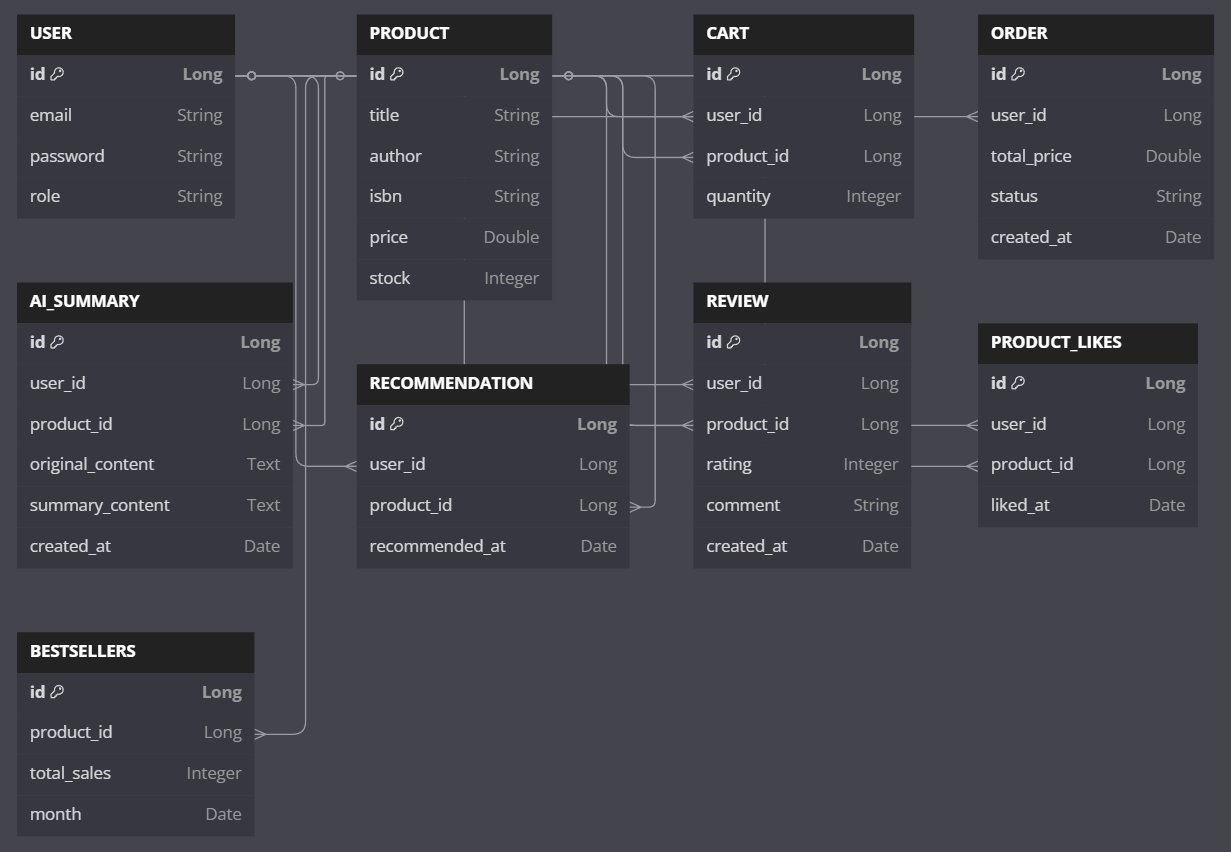 USER
id Long
email String
password String
role String
PRODUCT
id Long
title String
author String
isbn String
price Double
stock Integer
CART
id Long
user_id Long
product_id Long
quantity Integer
ORDER
id Long
user_id Long
total_price Double
status String
created_at Date
AI_SUMMARY
id Long
user_id Long
product_id Long
original_content Text
summary_content Text
created_at Date
RECOMMENDATION
id Long
user_id Long
product_id Long
recommended_at Date
REVIEW
id Long
user_id Long
product_id Long
rating Integer
comment String
created_at Date
PRODUCT_LIKES
id Long
user_id Long
product_id Long
liked_at Date
BESTSELLERS
id Long
product_id Long
total_sales Integer
month Date